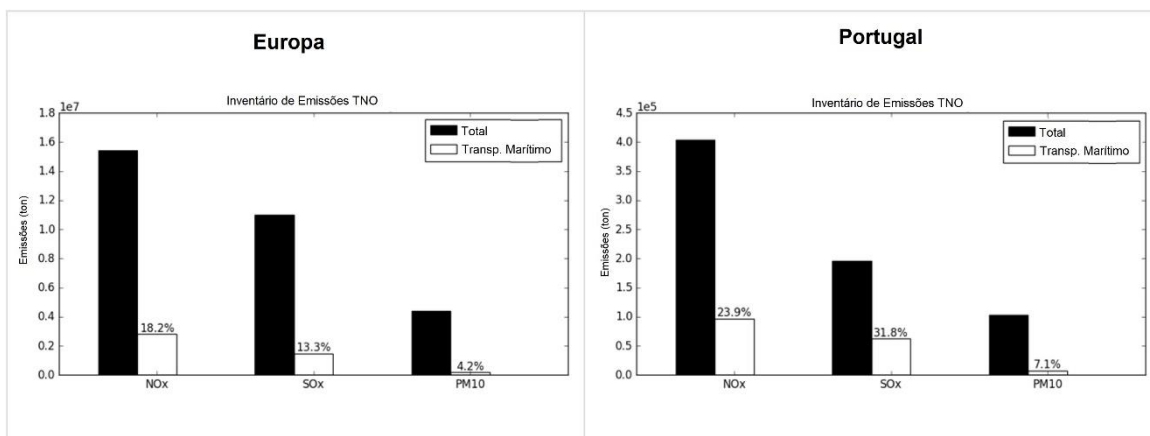 Europa
Inventário de Emissões TNO
1e7
1.8
1.6
1.4
1.2
1.0
0.8
0.6
0.4
0.2
0.0
Emissões (ton)
Total
Transp. Marítimo
18.2%
13.3%
4.2%
NOx
SOx
PM10
Portugal
Inventário de Emissões TNO
1e5
4.5
4.0
3.5
3.0
2.5
2.0
1.5
1.0
0.5
0.0
Emissões (ton)
Total
Transp. Marítimo
23.9%
31.8%
7.1%
NOx
SOx
PM10